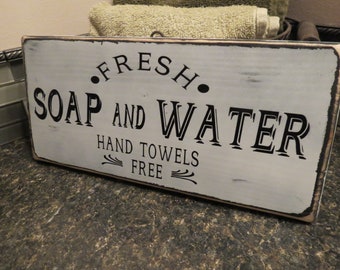 • FRESH •
SOAP AND WATER
HAND TOWELS
FREE